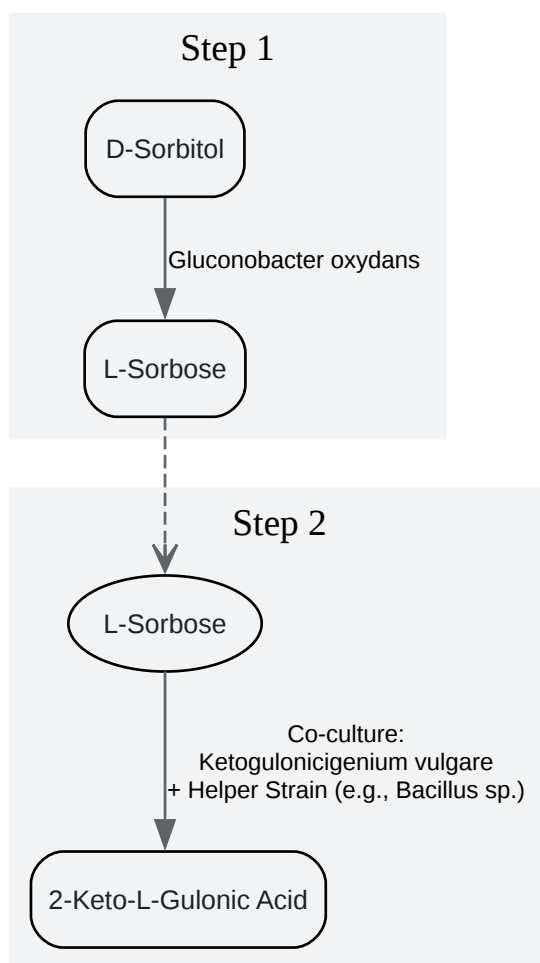 Step 1
D-Sorbitol
Gluconobacter oxydans
L-Sorbose
Step 2
L-Sorbose
Co-culture:
Ketogulonicigenium vulgare
+ Helper Strain (e.g., Bacillus sp.)
2-Keto-L-Gulonic Acid